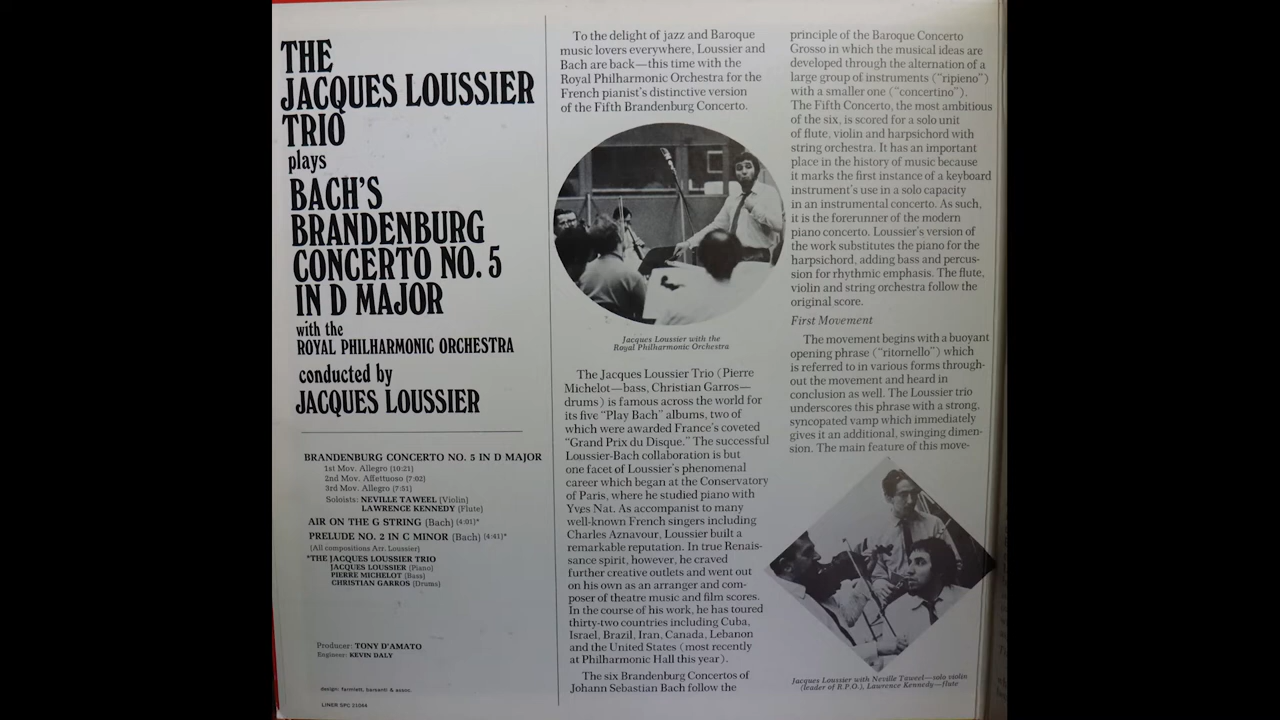 THE
JACQUES LOUSSIER
TRIO
plays
BACH'S
BRANDENBURG
CONCERTO NO. 5
IN D MAJOR
with the
ROYAL PHILHARMONIC ORCHESTRA
conducted by
JACQUES LOUSSIER
BRANDENBURG CONCERTO NO. 5 IN D MAJOR
1st Mov. Allegro (10:21)
2nd Mov. Affettuoso (7:02)
3rd Mov. Allegro (7:51)
Soloists: NEVILLE TAWEEL (Violin)
LAWRENCE KENNEDY (Flute)
AIR ON THE G STRING (Bach) (4:01)*
PRELUDE NO. 2 IN C MINOR (Bach) (4:41)*
(All compositions Arr. Loussier)
*THE JACQUES LOUSSIER TRIO
JACQUES LOUSSIER (Piano)
PIERRE MICHELOT (Bass)
CHRISTIAN GARROS (Drums)
Producer: TONY D'AMATO
Engineer: KEVIN DALY
design: farmlett, barsanti & assoc.
LINER SPC 21044
To the delight of jazz and Baroque
music lovers everywhere, Loussier and
Bach are back—this time with the
Royal Philharmonic Orchestra for the
French pianist's distinctive version
of the Fifth Brandenburg Concerto.
Jacques Loussier with the
Royal Philharmonic Orchestra
The Jacques Loussier Trio (Pierre
Michelot—bass, Christian Garros—
drums) is famous across the world for
its five "Play Bach" albums, two of
which were awarded France's coveted
"Grand Prix du Disque." The successful
Loussier-Bach collaboration is but
one facet of Loussier's phenomenal
career which began at the Conservatory
of Paris, where he studied piano with
Yves Nat. As accompanist to many
well-known French singers including
Charles Aznavour, Loussier built a
remarkable reputation. In true Renais-
sance spirit, however, he craved
further creative outlets and went out
on his own as an arranger and com-
poser of theatre music and film scores.
In the course of his work, he has toured
thirty-two countries including Cuba,
Israel, Brazil, Iran, Canada, Lebanon
and the United States (most recently
at Philharmonic Hall this year).
The six Brandenburg Concertos of
Johann Sebastian Bach follow the
principle of the Baroque Concerto
Grosso in which the musical ideas are
developed through the alternation of a
large group of instruments ("ripieno")
with a smaller one ("concertino").
The Fifth Concerto, the most ambitious
of the six, is scored for a solo unit
of flute, violin and harpsichord with
string orchestra. It has an important
place in the history of music because
it marks the first instance of a keyboard
instrument's use in a solo capacity
in an instrumental concerto. As such,
it is the forerunner of the modern
piano concerto. Loussier's version of
the work substitutes the piano for the
harpsichord, adding bass and percus-
sion for rhythmic emphasis. The flute,
violin and string orchestra follow the
original score.
First Movement
The movement begins with a buoyant
opening phrase ("ritornello") which
is referred to in various forms through-
out the movement and heard in
conclusion as well. The Loussier trio
underscores this phrase with a strong,
syncopated vamp which immediately
gives it an additional, swinging dimen-
sion. The main feature of this move-
Jacques Loussier with Neville Taweel—solo violin
(leader of R.P.O.), Laurence Kennedy—flute